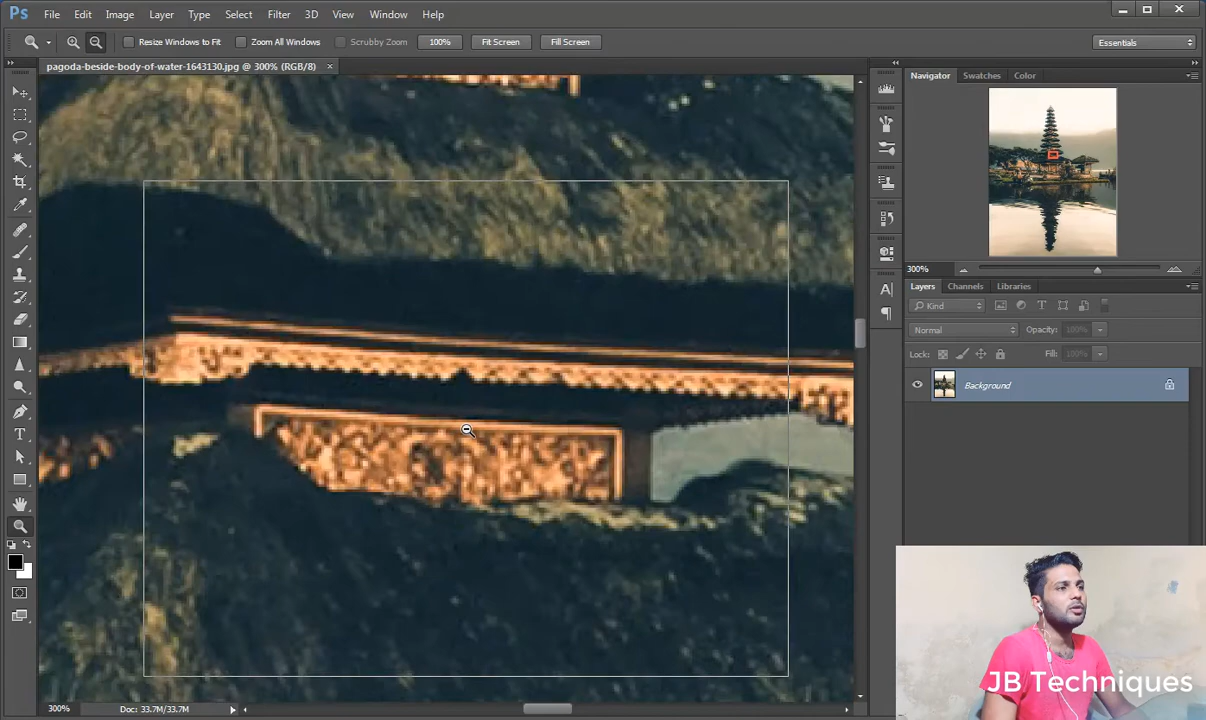 Ps File Edit Image Layer Type Select Filter 3D View Window Help
Resize Windows to Fit Zoom All Windows Scrubby Zoom 100% Fit Screen Fill Screen Essentials
pagoda-beside-body-of-water-1643130.jpg @ 300% (RGB/8) ×
Navigator Swatches Color
300%
Layers Channels Libraries
Kind
Normal Opacity: 100%
Lock: Fill: 100%
Background
JB Techniques
300% Doc: 33.7M/33.7M